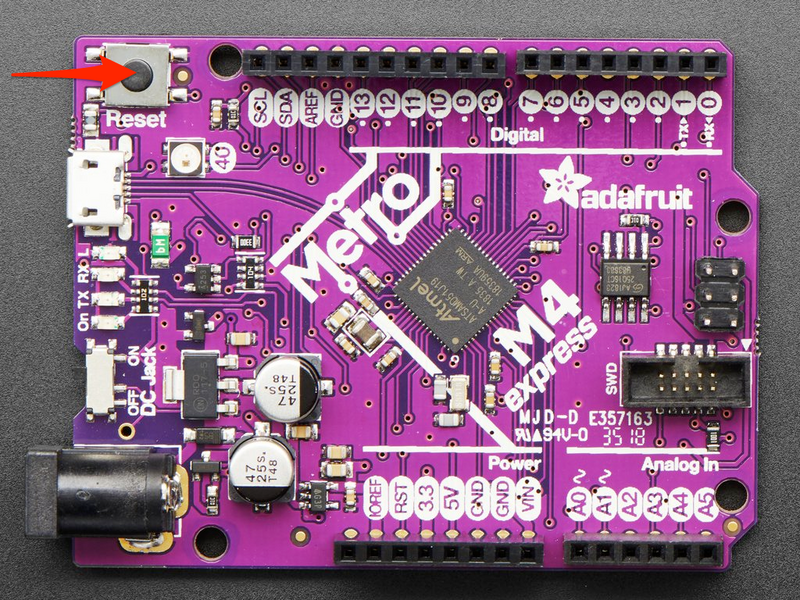 Reset
SCL SDA AREF GND 13 12 11 10 9 8 7 6 5 4 3 2 1 0
TX▸ RX◂
Digital
40
adafruit
Metro
M4
express
Atmel
L
RX
TX
On
ON
OFF
DC Jack
47
25s.
T48
47
25s.
T48
SWD
MJD-D E357163
94V-0 3518
Power
Analog In
IOREF RST 3.3 5V GND GND VIN A0 A1 A2 A3 A4 A5